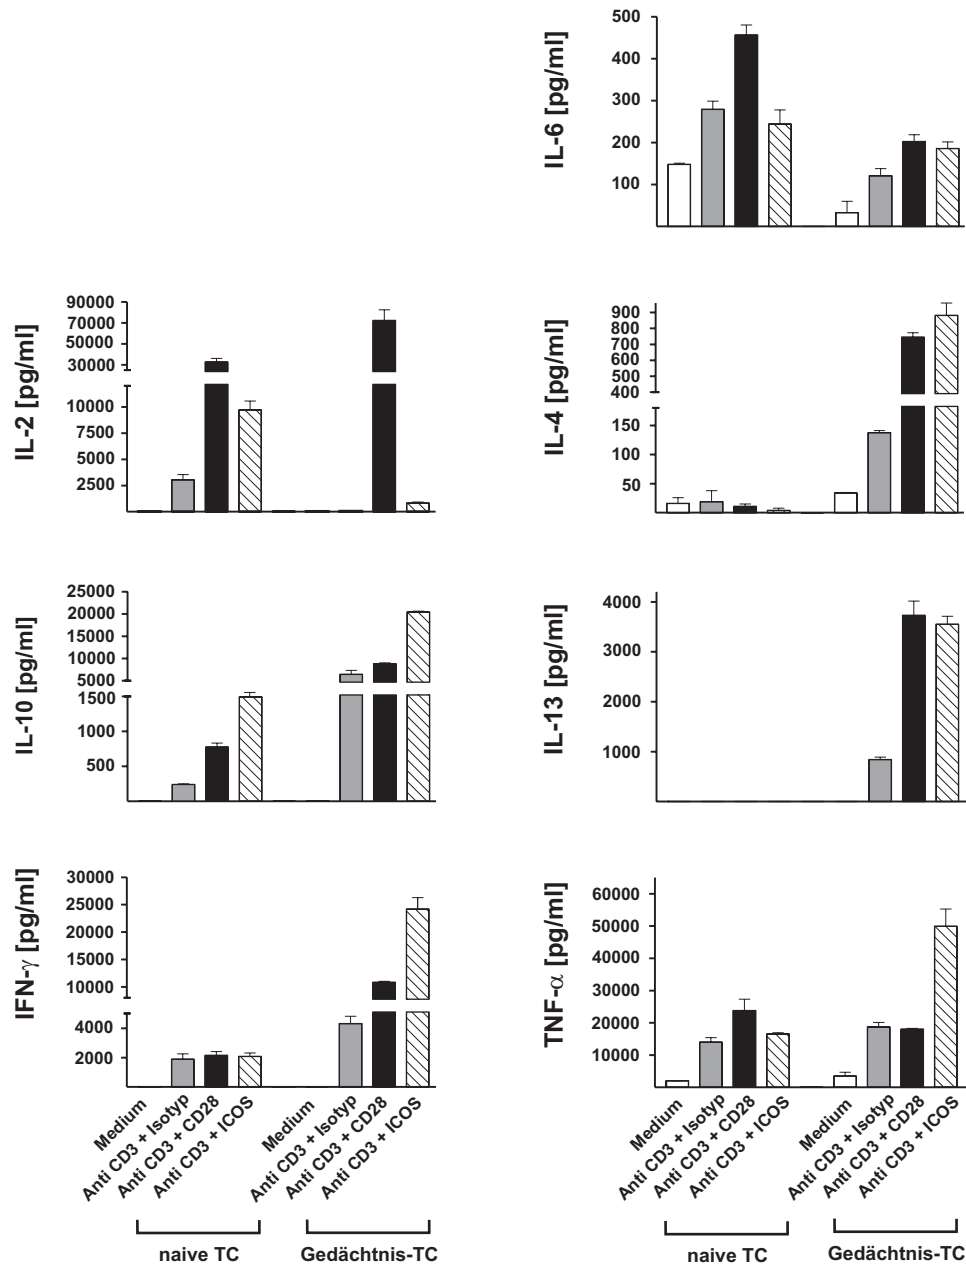 IL-6 [pg/ml]
500
400
300
200
100
IL-2 [pg/ml]
90000
70000
50000
30000
10000
7500
5000
2500
IL-4 [pg/ml]
900
800
700
600
500
400
150
100
50
IL-10 [pg/ml]
25000
20000
15000
10000
5000
1500
1000
500
IL-13 [pg/ml]
4000
3000
2000
1000
IFN-γ [pg/ml]
30000
25000
20000
15000
10000
4000
2000
TNF-α [pg/ml]
60000
50000
40000
30000
20000
10000
Medium
Anti CD3 + Isotyp
Anti CD3 + CD28
Anti CD3 + ICOS
Medium
Anti CD3 + Isotyp
Anti CD3 + CD28
Anti CD3 + ICOS
naive TC
Gedächtnis-TC
Medium
Anti CD3 + Isotyp
Anti CD3 + CD28
Anti CD3 + ICOS
Medium
Anti CD3 + Isotyp
Anti CD3 + CD28
Anti CD3 + ICOS
naive TC
Gedächtnis-TC